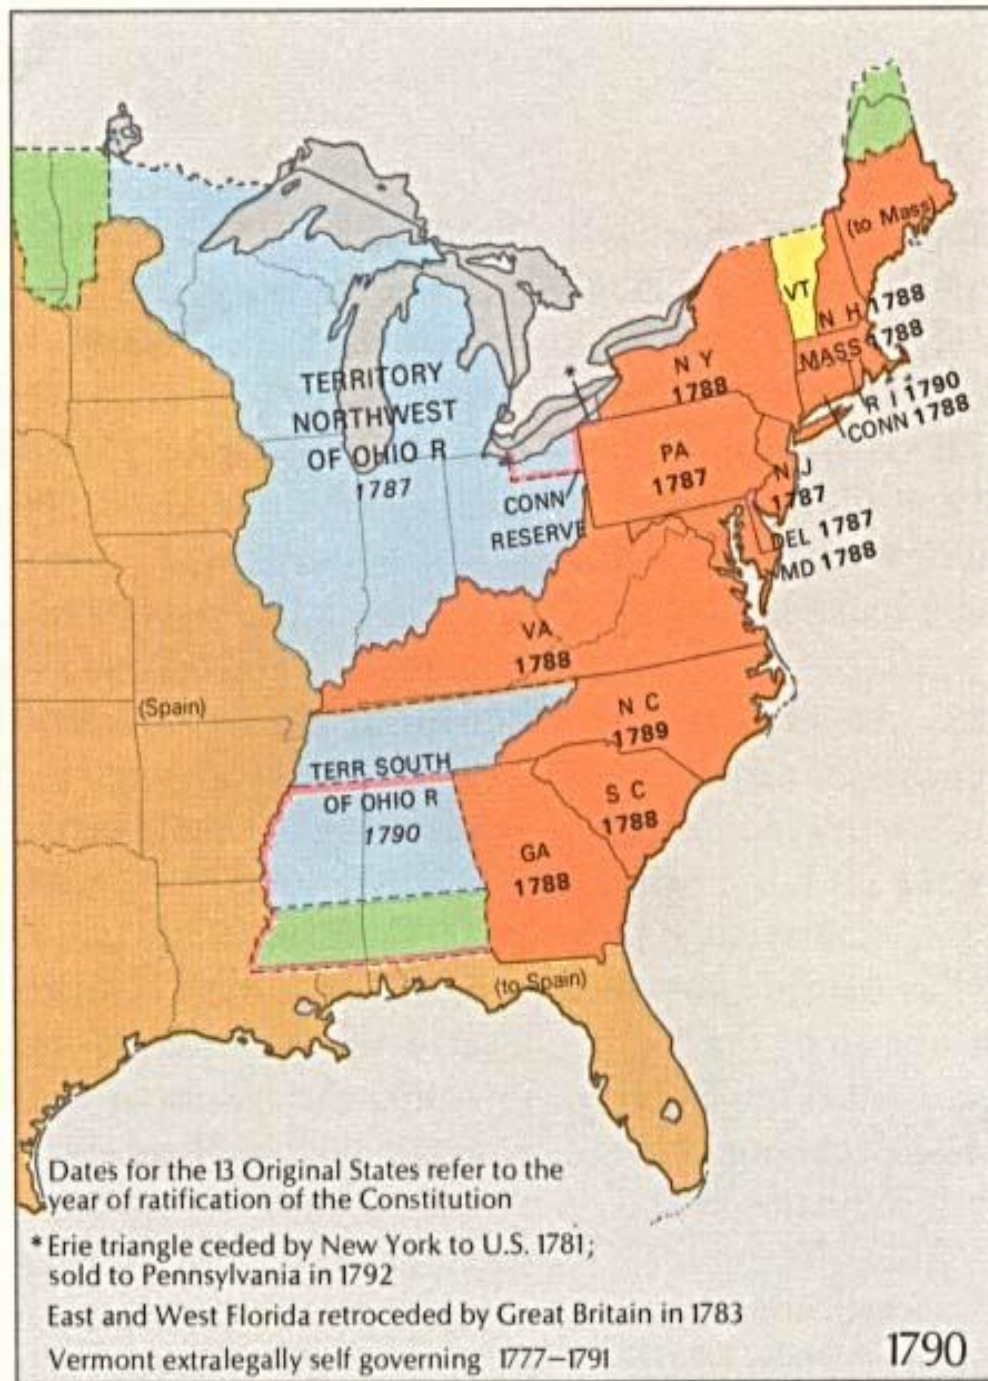 (to Mass)
VT
N H 1788
MASS 1788
N Y
1788
R I 1790
CONN 1788
*
TERRITORY
NORTHWEST
OF OHIO R
1787
PA
1787
CONN
RESERVE
N J
1787
DEL 1787
MD 1788
VA
1788
(Spain)
N C
1789
TERR SOUTH
OF OHIO R
1790
S C
1788
GA
1788
(to Spain)
Dates for the 13 Original States refer to the
year of ratification of the Constitution
* Erie triangle ceded by New York to U.S. 1781;
sold to Pennsylvania in 1792
East and West Florida retroceded by Great Britain in 1783
Vermont extralegally self governing 1777–1791
1790